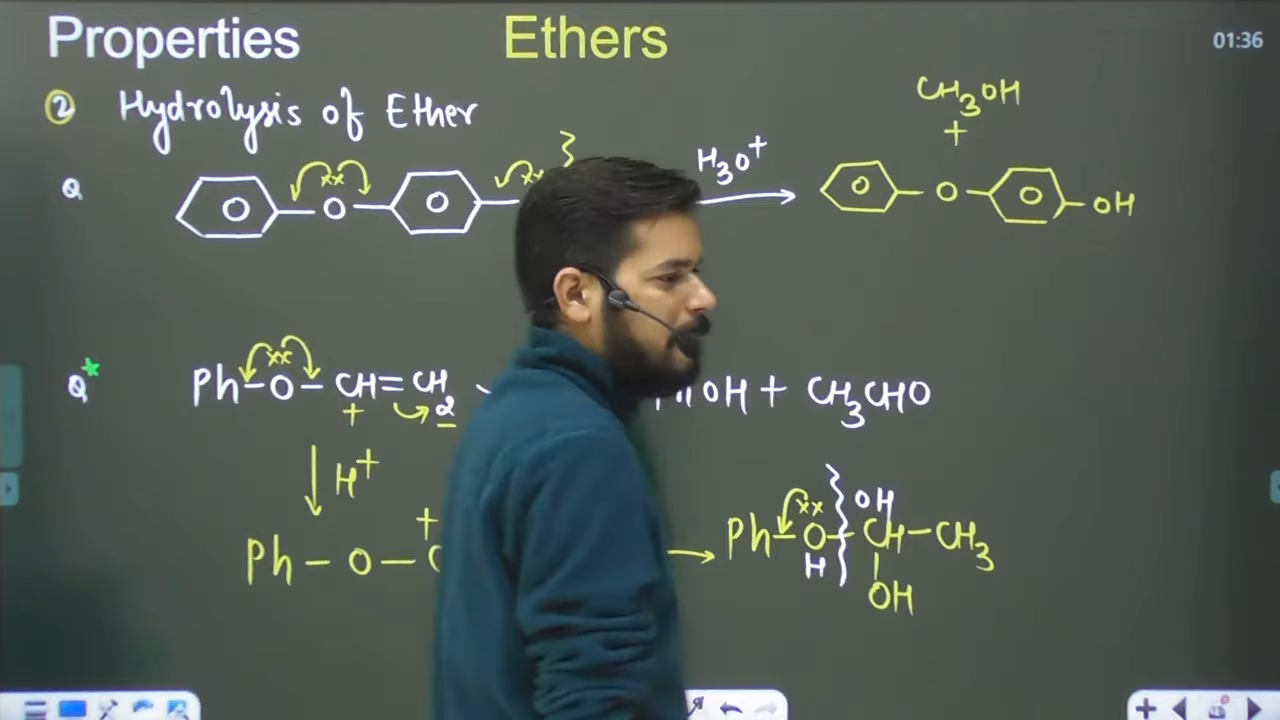 Properties Ethers
01:36
② Hydrolysis of Ether
CH3OH
+
Q O O O H3O+ O O O OH
Q* Ph-O-CH=CH2 OH + CH3CHO
+
H+
+ OH
Ph-O- Ph-O-CH-CH3
H
OH